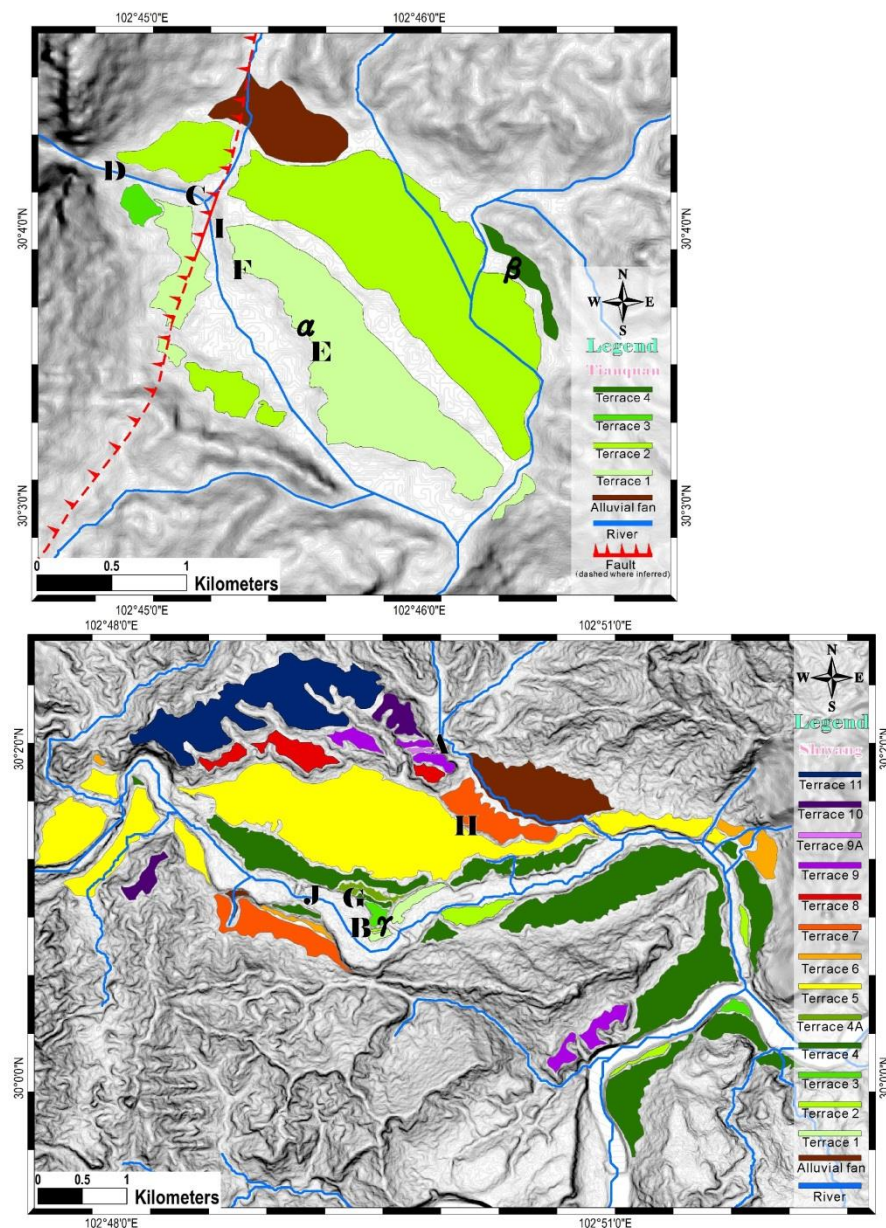 102°45'0"E 102°46'0"E
30°4'0"N
30°4'0"N
30°3'0"N
30°3'0"N
D
C
I
F
α
E
β
N
W E
S
Legend
Tianquan
Terrace 4
Terrace 3
Terrace 2
Terrace 1
Alluvial fan
River
Fault
(dashed where inferred)
0 0.5 1
Kilometers
102°45'0"E 102°46'0"E
102°48'0"E 102°51'0"E
30°2'0"N
30°2'0"N
30°0'0"N
30°0'0"N
A
H
J
G
B γ
N
W E
S
Legend
Shiyang
Terrace 11
Terrace 10
Terrace 9A
Terrace 9
Terrace 8
Terrace 7
Terrace 6
Terrace 5
Terrace 4A
Terrace 4
Terrace 3
Terrace 2
Terrace 1
Alluvial fan
River
0 0.5 1
Kilometers
102°48'0"E 102°51'0"E